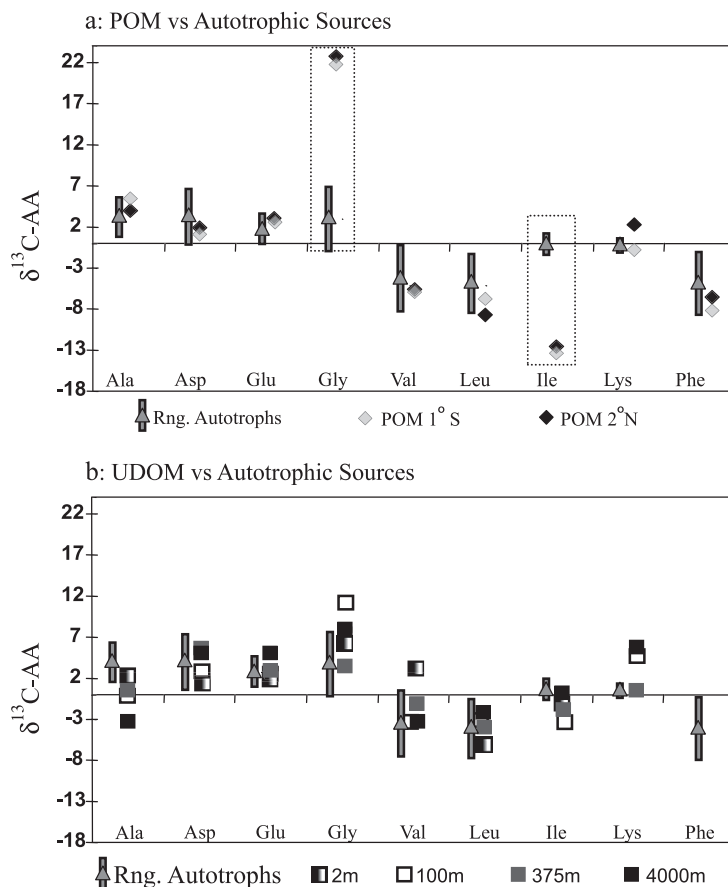 a: POM vs Autotrophic Sources
22
17
12
7
2
-3
-8
-13
-18
δ¹³C-AA
Ala Asp Glu Gly Val Leu Ile Lys Phe
Rng. Autotrophs POM 1° S POM 2°N
b: UDOM vs Autotrophic Sources
22
17
12
7
2
-3
-8
-13
-18
δ¹³C-AA
Ala Asp Glu Gly Val Leu Ile Lys Phe
Rng. Autotrophs 2m 100m 375m 4000m